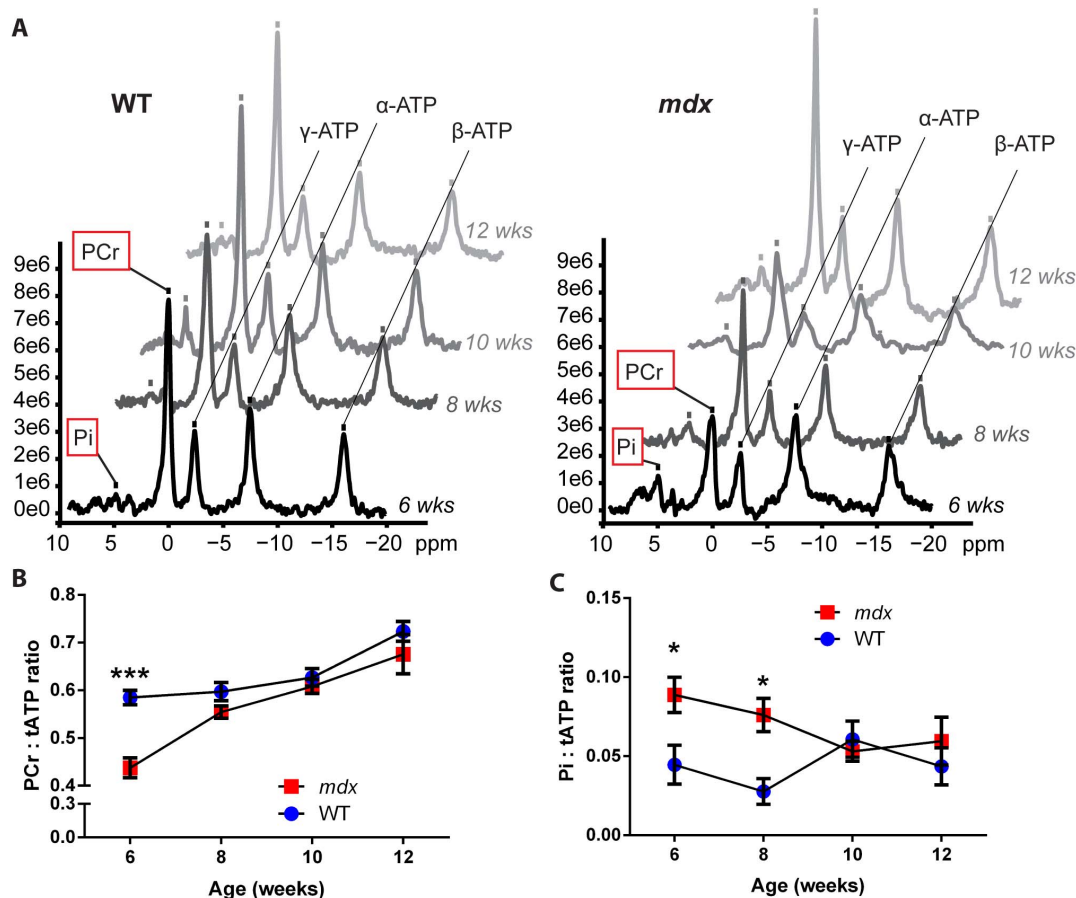 A
WT
γ-ATP
α-ATP
β-ATP
PCr
Pi
12 wks
10 wks
8 wks
6 wks
9e6
8e6
7e6
6e6
5e6
4e6
3e6
2e6
1e6
0e0
10 5 0 −5 −10 −15 −20 ppm
mdx
γ-ATP
α-ATP
β-ATP
PCr
Pi
12 wks
10 wks
8 wks
6 wks
9e6
8e6
7e6
6e6
5e6
4e6
3e6
2e6
1e6
0e0
10 5 0 −5 −10 −15 −20 ppm
B
PCr : tATP ratio
0.8
0.7
0.6
0.5
0.4
0.3
0.0
***
mdx
WT
6 8 10 12
Age (weeks)
C
Pi : tATP ratio
0.15
0.10
0.05
0.00
*
*
mdx
WT
6 8 10 12
Age (weeks)